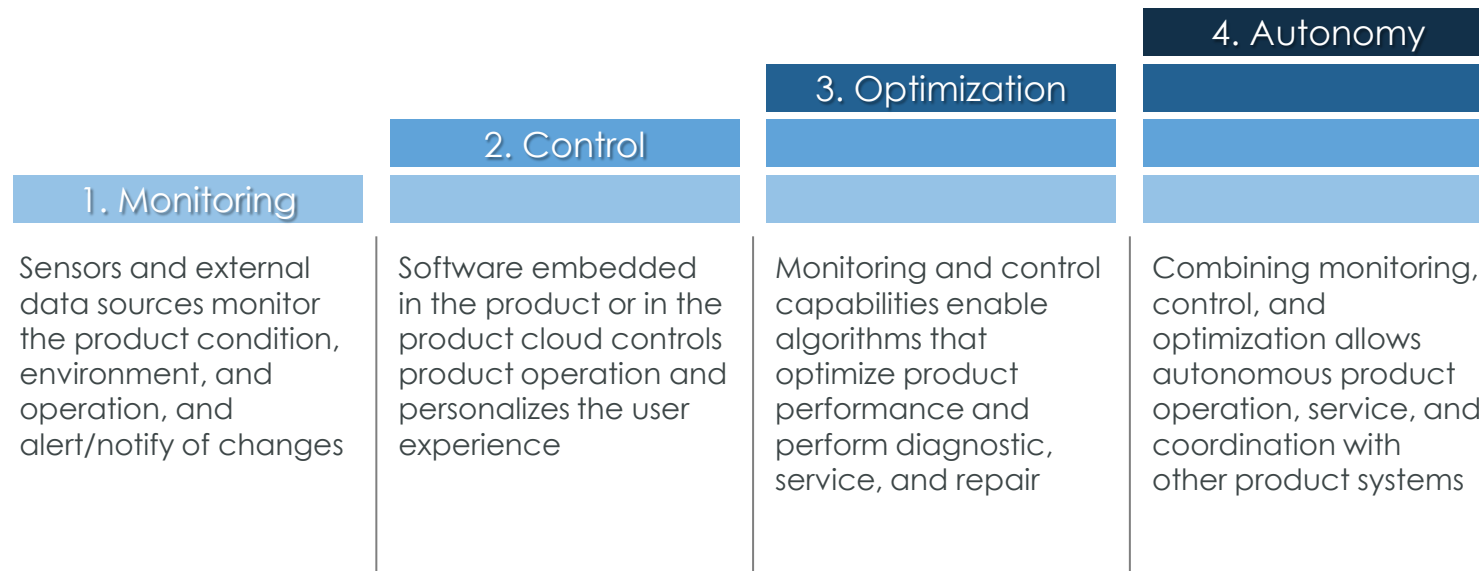 1. Monitoring
Sensors and external
data sources monitor
the product condition,
environment, and
operation, and
alert/notify of changes
2. Control
Software embedded
in the product or in the
product cloud controls
product operation and
personalizes the user
experience
3. Optimization
Monitoring and control
capabilities enable
algorithms that
optimize product
performance and
perform diagnostic,
service, and repair
4. Autonomy
Combining monitoring,
control, and
optimization allows
autonomous product
operation, service, and
coordination with
other product systems